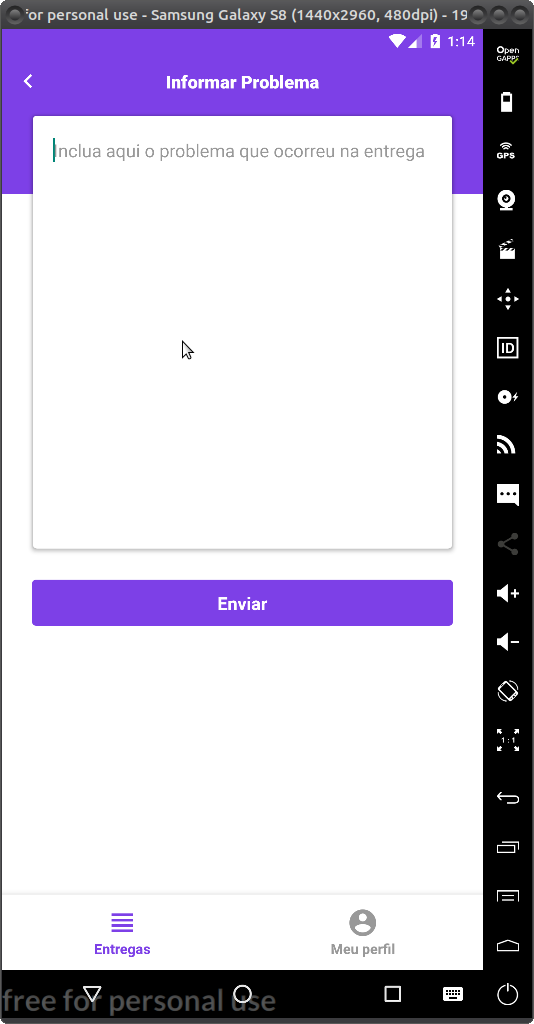 for personal use - Samsung Galaxy S8 (1440x2960, 480dpi) - 19
1:14
Open
GAPPS
Informar Problema
GPS
Inclua aqui o problema que ocorreu na entrega
ID
Enviar
1:1
Entregas
Meu perfil
free for personal use